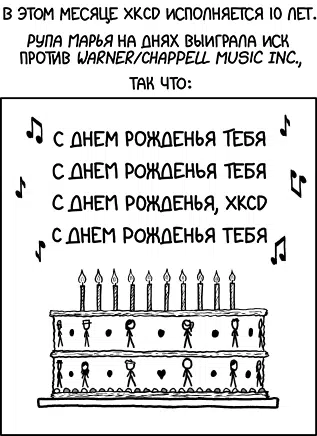 В ЭТОМ МЕСЯЦЕ XKCD ИСПОЛНЯЕТСЯ 10 ЛЕТ.
РУПА МАРЬЯ НА ДНЯХ ВЫИГРАЛА ИСК
ПРОТИВ WARNER/CHAPPELL MUSIC INC.,
ТАК ЧТО:
С ДНЕМ РОЖДЕНЬЯ ТЕБЯ
С ДНЕМ РОЖДЕНЬЯ ТЕБЯ
С ДНЕМ РОЖДЕНЬЯ, XKCD
С ДНЕМ РОЖДЕНЬЯ ТЕБЯ